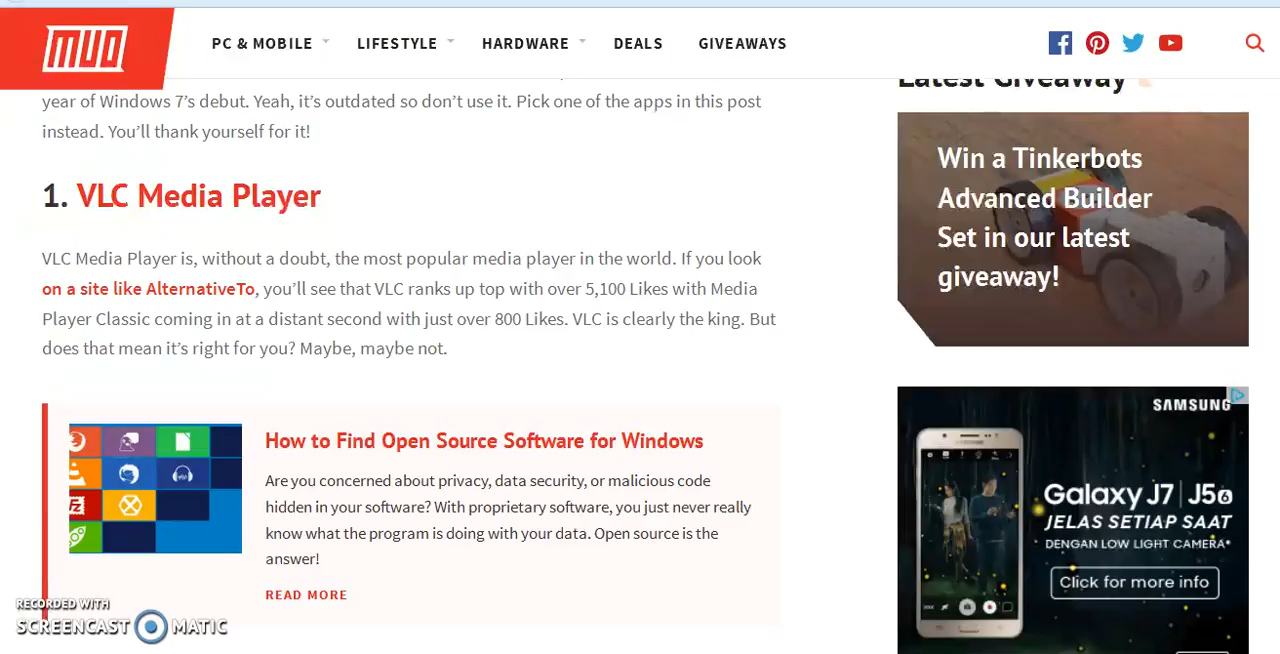 MUO
PC & MOBILE
LIFESTYLE
HARDWARE
DEALS
GIVEAWAYS
Latest Giveaway
year of Windows 7’s debut. Yeah, it’s outdated so don’t use it. Pick one of the apps in this post
instead. You’ll thank yourself for it!
1. VLC Media Player
VLC Media Player is, without a doubt, the most popular media player in the world. If you look
on a site like AlternativeTo, you’ll see that VLC ranks up top with over 5,100 Likes with Media
Player Classic coming in at a distant second with just over 800 Likes. VLC is clearly the king. But
does that mean it’s right for you? Maybe, maybe not.
How to Find Open Source Software for Windows
Are you concerned about privacy, data security, or malicious code
hidden in your software? With proprietary software, you just never really
know what the program is doing with your data. Open source is the
answer!
READ MORE
Win a Tinkerbots
Advanced Builder
Set in our latest
giveaway!
SAMSUNG
Galaxy J7 | J5 6
JELAS SETIAP SAAT
DENGAN LOW LIGHT CAMERA*
Click for more info
RECORDED WITH
SCREENCAST MATIC